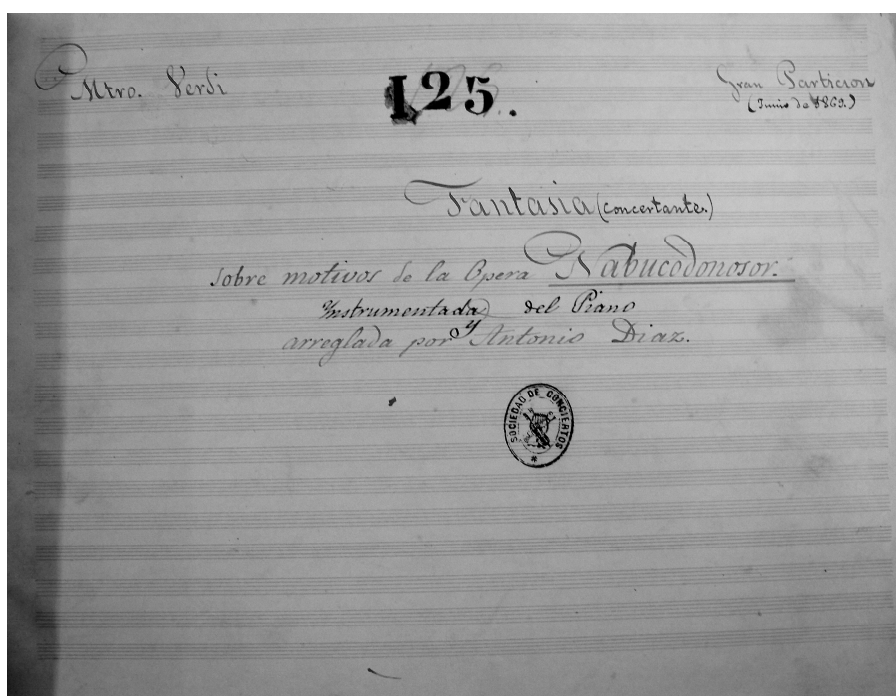 Mtro. Verdi
125.
Gran Particion
(Junio de 1869.)
Fantasia (concertante.)
sobre motivos de la Opera Nabucodonosor.
Instrumentada del Piano
y
arreglada por Antonio Diaz.
SOCIEDAD DE CONCIERTOS